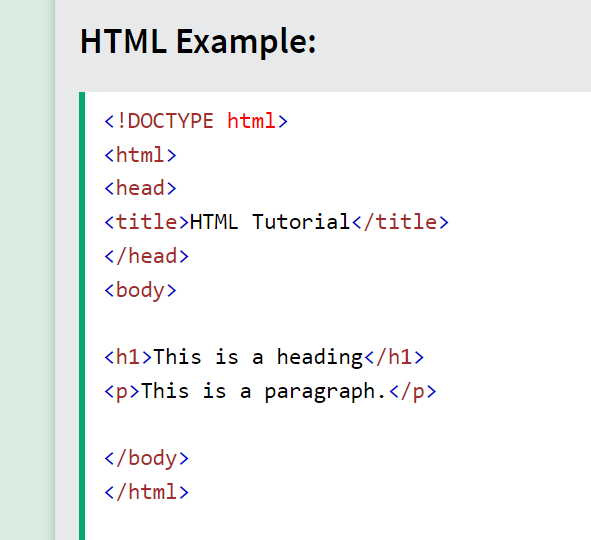 HTML Example:
<!DOCTYPE html>
<html>
<head>
<title>HTML Tutorial</title>
</head>
<body>
<h1>This is a heading</h1>
<p>This is a paragraph.</p>
</body>
</html>